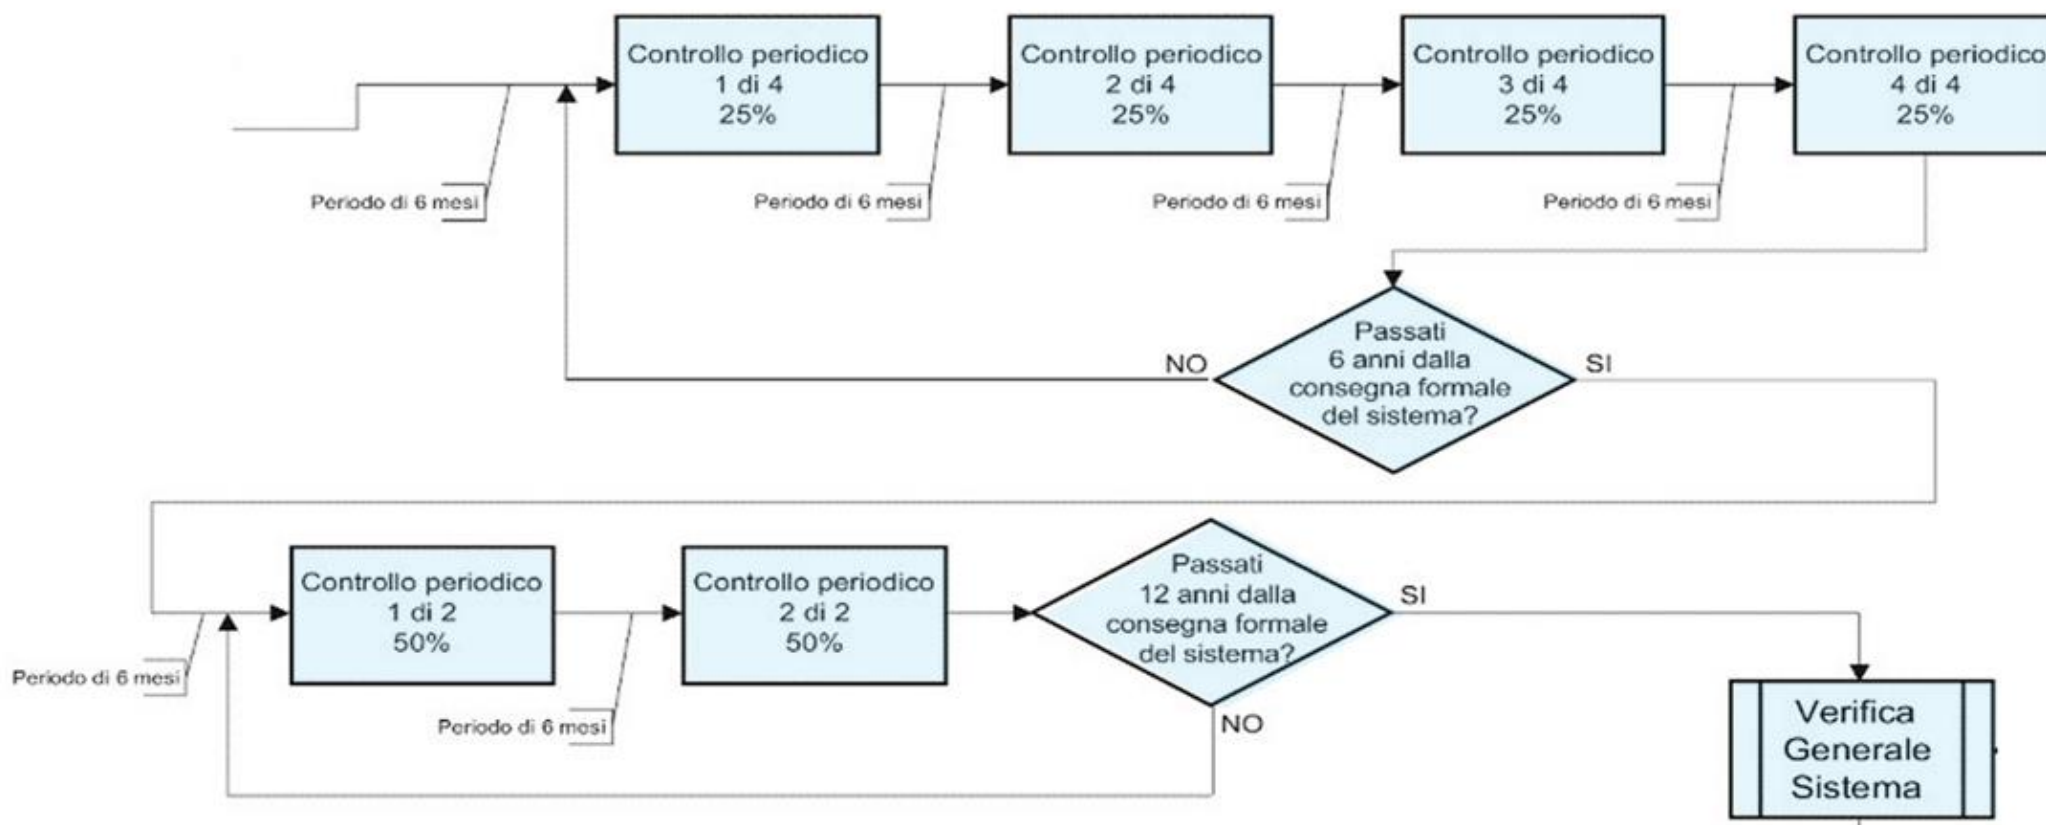 Controllo periodico
1 di 4
25%
Controllo periodico
2 di 4
25%
Controllo periodico
3 di 4
25%
Controllo periodico
4 di 4
25%
Periodo di 6 mesi
Periodo di 6 mesi
Periodo di 6 mesi
Periodo di 6 mesi
Passati
6 anni dalla
consegna formale
del sistema?
NO
SI
Controllo periodico
1 di 2
50%
Controllo periodico
2 di 2
50%
Passati
12 anni dalla
consegna formale
del sistema?
SI
NO
Periodo di 6 mesi
Periodo di 6 mesi
Verifica
Generale
Sistema